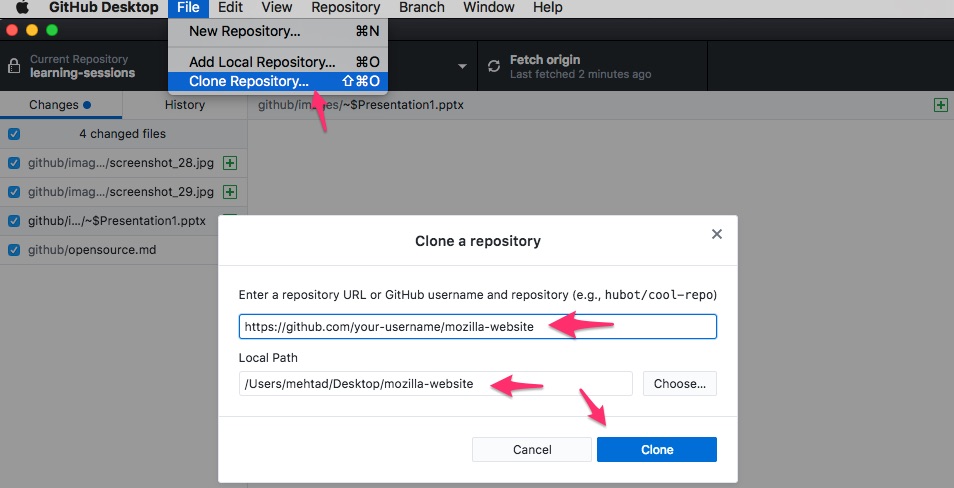 GitHub Desktop File Edit View Repository Branch Window Help
New Repository... ⌘N
Add Local Repository... ⌘O
Clone Repository... ⇧⌘O
Current Repository
learning-sessions
Fetch origin
Last fetched 2 minutes ago
Changes History
github/images/~$Presentation1.pptx
4 changed files
github/imag.../screenshot_28.jpg
github/imag.../screenshot_29.jpg
github/i.../~$Presentation1.pptx
github/opensource.md
Clone a repository
Enter a repository URL or GitHub username and repository (e.g., hubot/cool-repo)
https://github.com/your-username/mozilla-website
Local Path
/Users/mehtad/Desktop/mozilla-website
Choose...
Cancel Clone